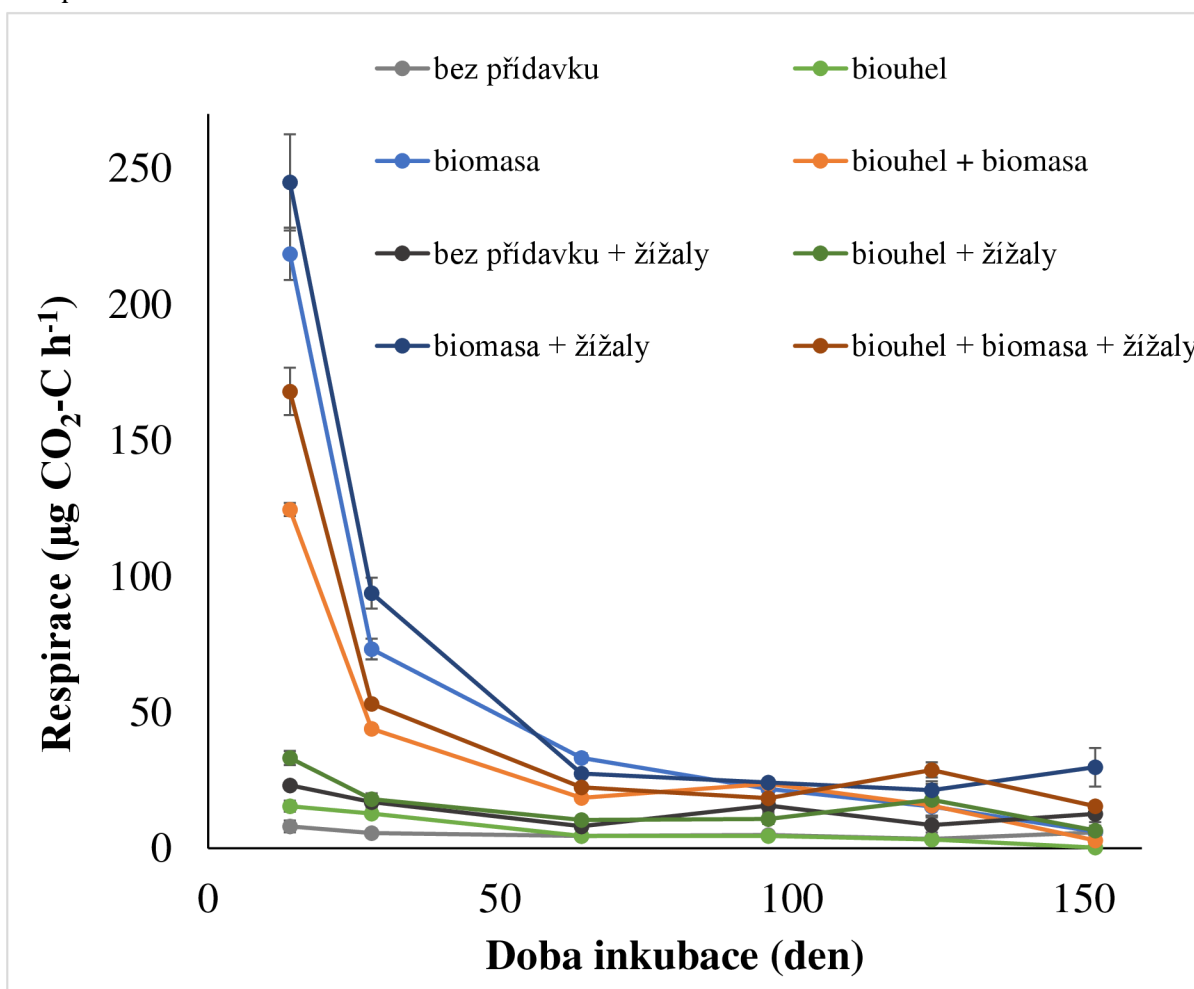 bez přídavku
biouhel
biomasa
biouhel + biomasa
bez přídavku + žížaly
biouhel + žížaly
biomasa + žížaly
biouhel + biomasa + žížaly
250
200
150
100
50
0
Respirace (µg CO₂-C h⁻¹)
0 50 100 150
Doba inkubace (den)